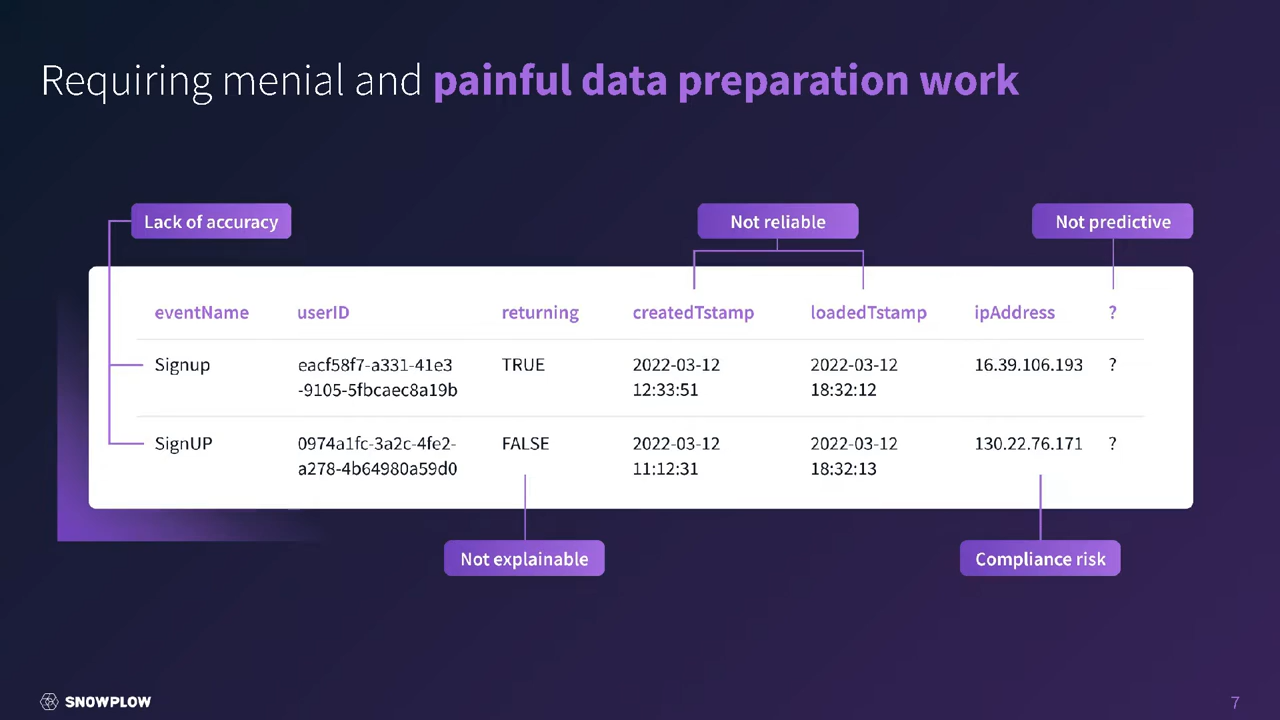 Requiring menial and painful data preparation work
Lack of accuracy
Not reliable
Not predictive
eventName userID returning createdTstamp loadedTstamp ipAddress ?
Signup eacf58f7-a331-41e3 TRUE 2022-03-12 2022-03-12 16.39.106.193 ?
-9105-5fbcaec8a19b 12:33:51 18:32:12
SignUP 0974a1fc-3a2c-4fe2- FALSE 2022-03-12 2022-03-12 130.22.76.171 ?
a278-4b64980a59d0 11:12:31 18:32:13
Not explainable
Compliance risk
SNOWPLOW
7